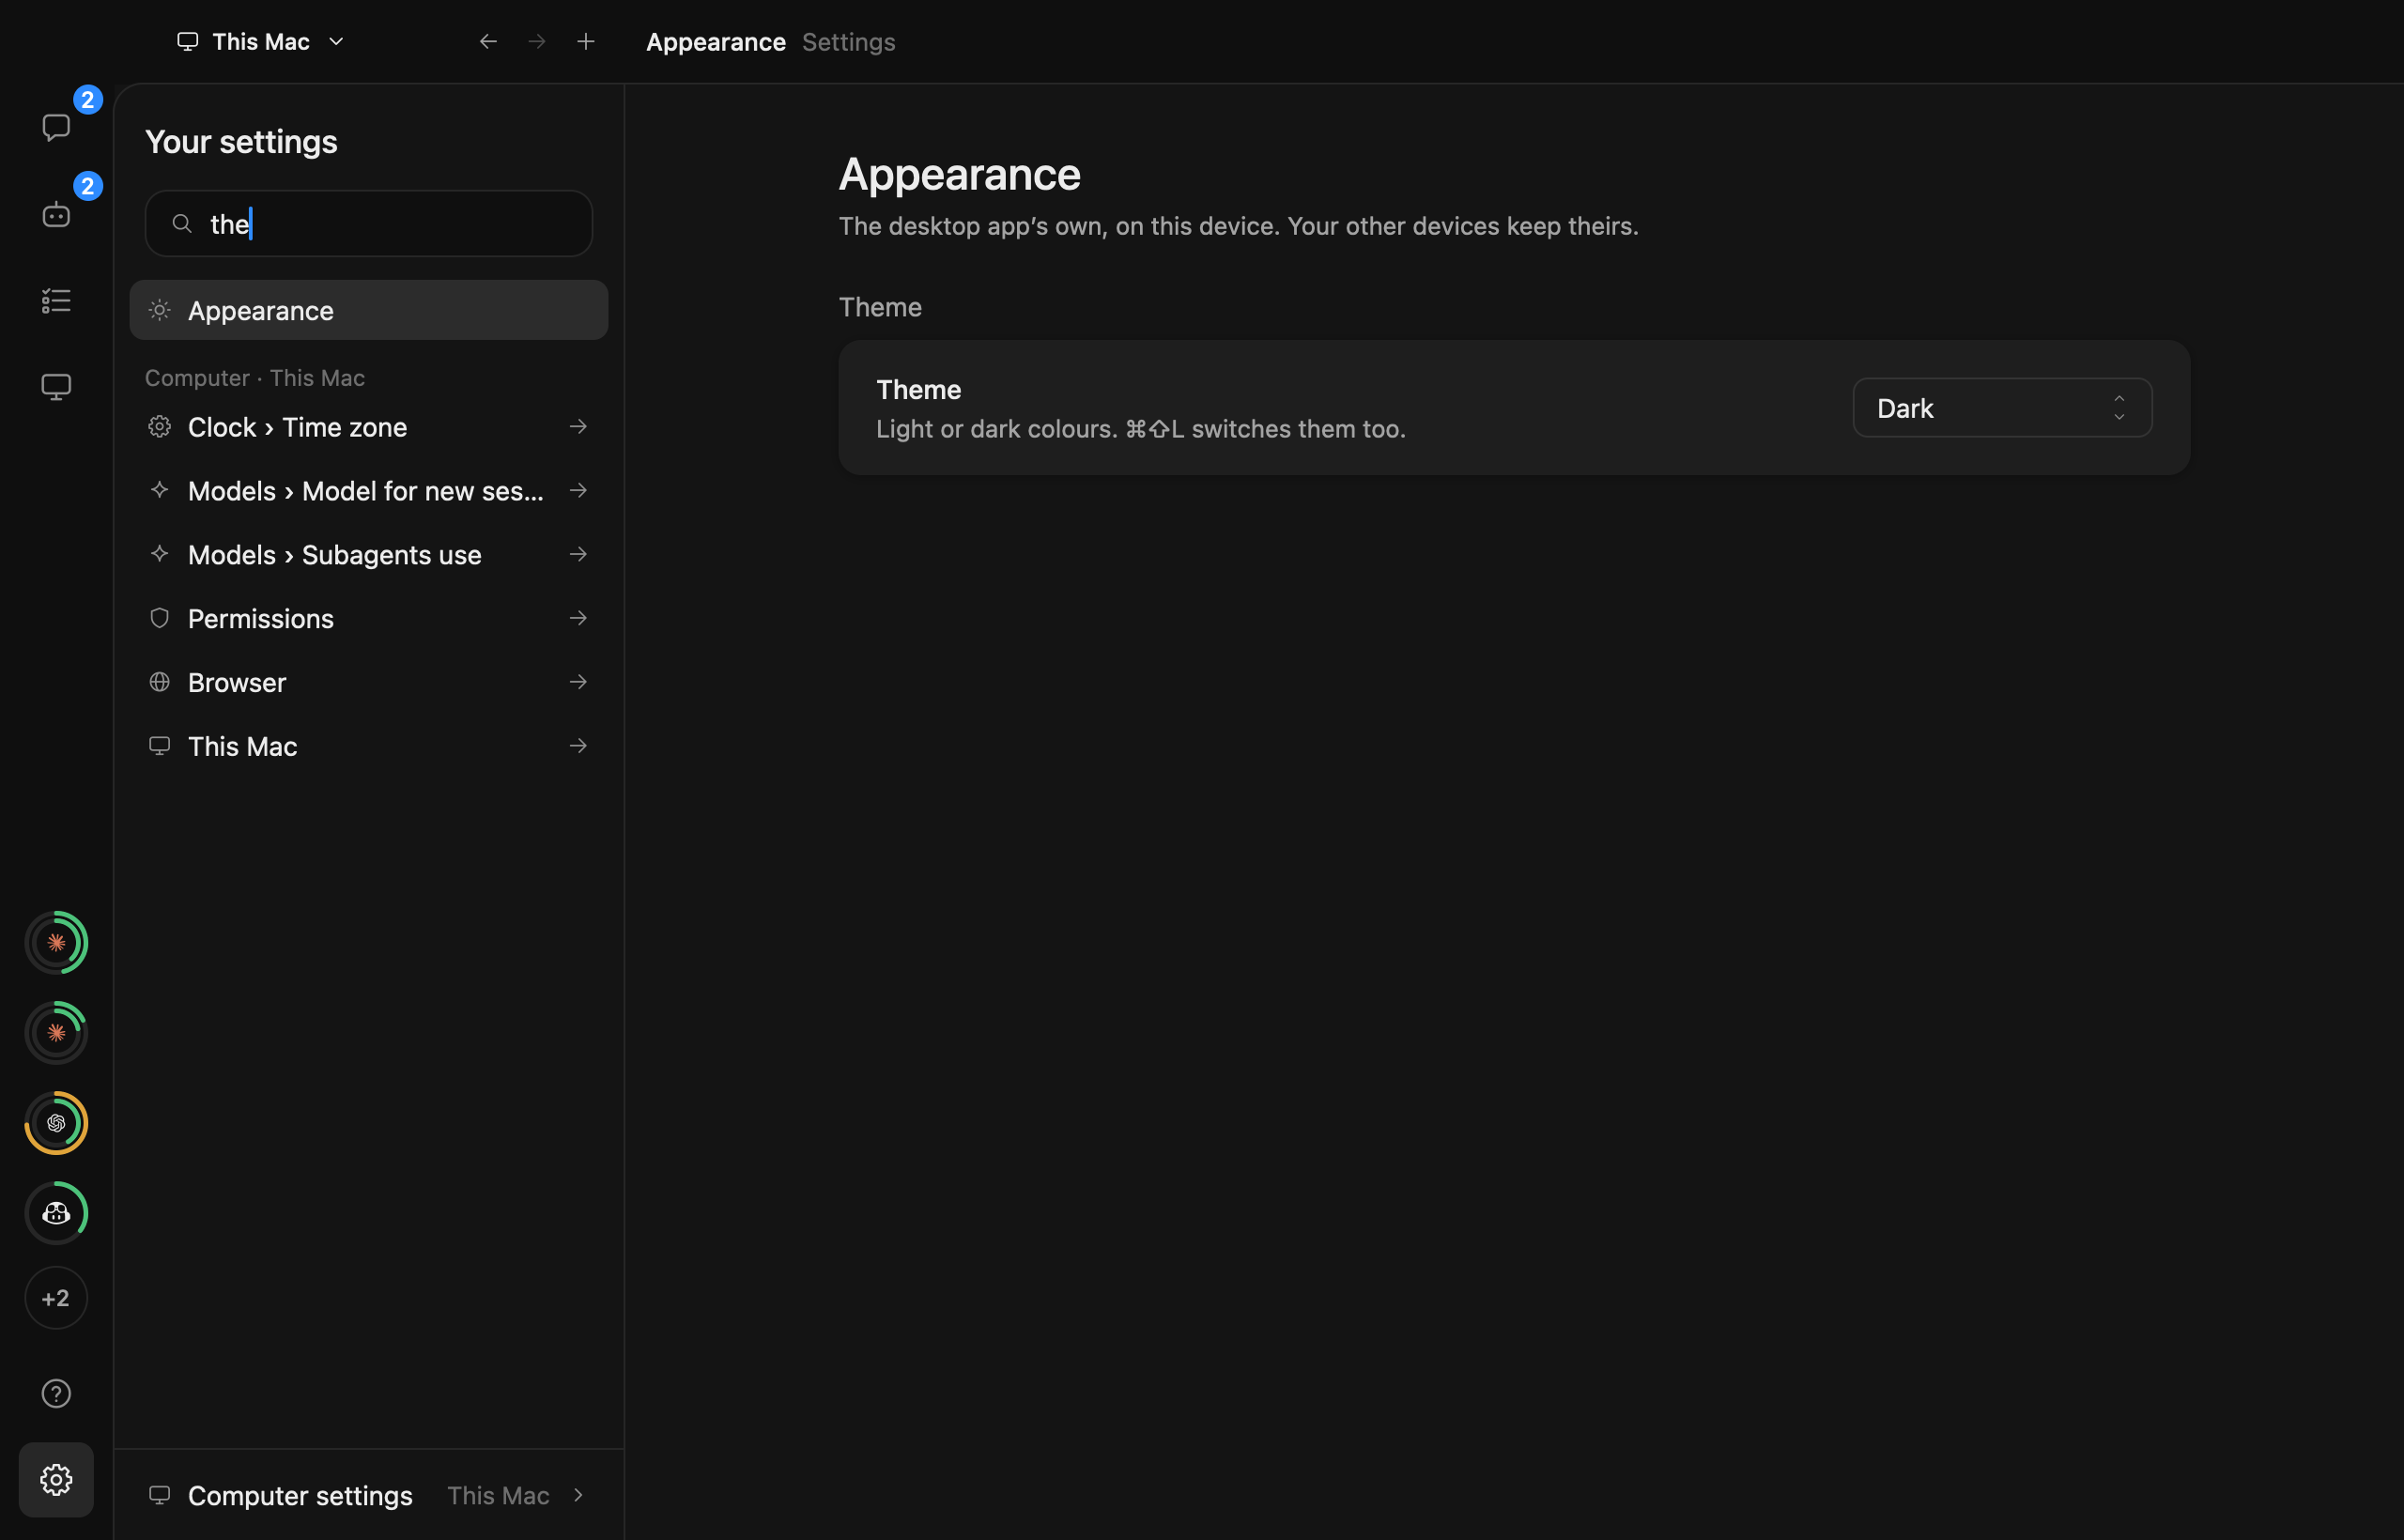 This Mac
Appearance Settings
2
2
Your settings
the
Appearance
Computer · This Mac
Clock › Time zone
Models › Model for new ses...
Models › Subagents use
Permissions
Browser
This Mac
+2
Computer settings This Mac
Appearance
The desktop app’s own, on this device. Your other devices keep theirs.
Theme
Theme
Light or dark colours. ⌘⇧L switches them too.
Dark